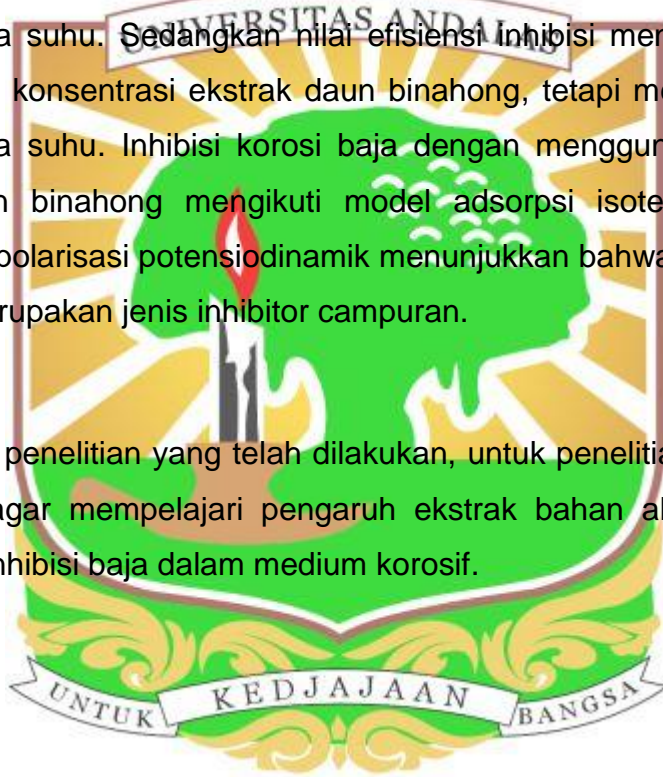 UNIVERSITAS ANDALAS
a suhu. Sedangkan nilai efisiensi inhibisi men
konsentrasi ekstrak daun binahong, tetapi me
a suhu. Inhibisi korosi baja dengan menggun
n binahong mengikuti model adsorpsi isote
polarisasi potensiodinamik menunjukkan bahwa
rupakan jenis inhibitor campuran.
penelitian yang telah dilakukan, untuk penelitia
agar mempelajari pengaruh ekstrak bahan al
nhibisi baja dalam medium korosif.
UNTUK KEDJAJAAN BANGSA